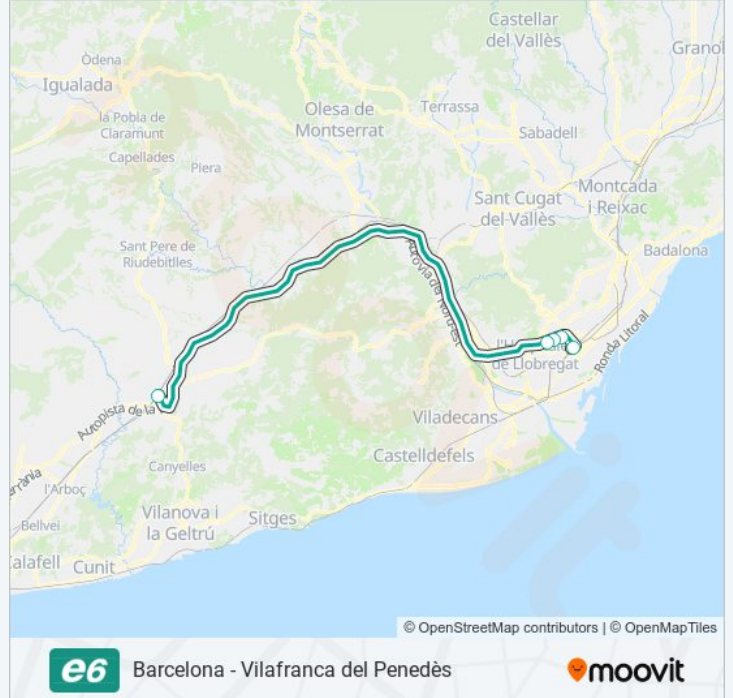 Castellar
del Vallès
Òdena
Granol
Igualada
Olesa de
Montserrat
Terrassa
la Pobla de
Claramunt
Sabadell
Capellades
Piera
Montcada
i Reixac
Sant Cugat
del Vallès
Sant Pere de
Riudebitlles
Badalona
Autovia del Nord-est
Ronda Litoral
de Llobregat
Autopista de la
Viladecans
Castelldefels
Canyelles
l'Arboç
Vilanova i
la Geltrú
Sitges
Bellvei
alafell
Cunit
© OpenStreetMap contributors | © OpenMapTiles
e6
Barcelona - Vilafranca del Penedès
moovit